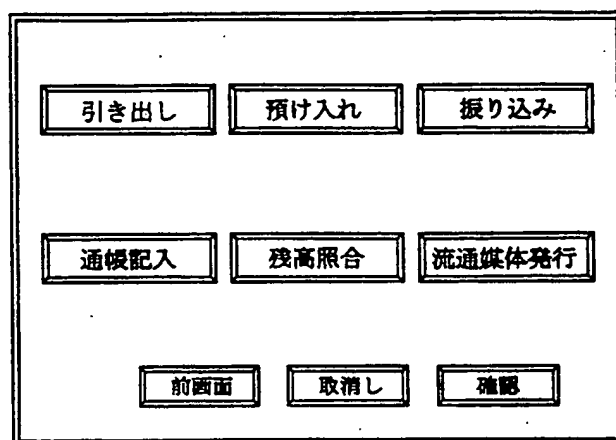 引き出し 預け入れ 振り込み
通帳記入 残高照合 流通媒体発行
前画面 取消し 確認